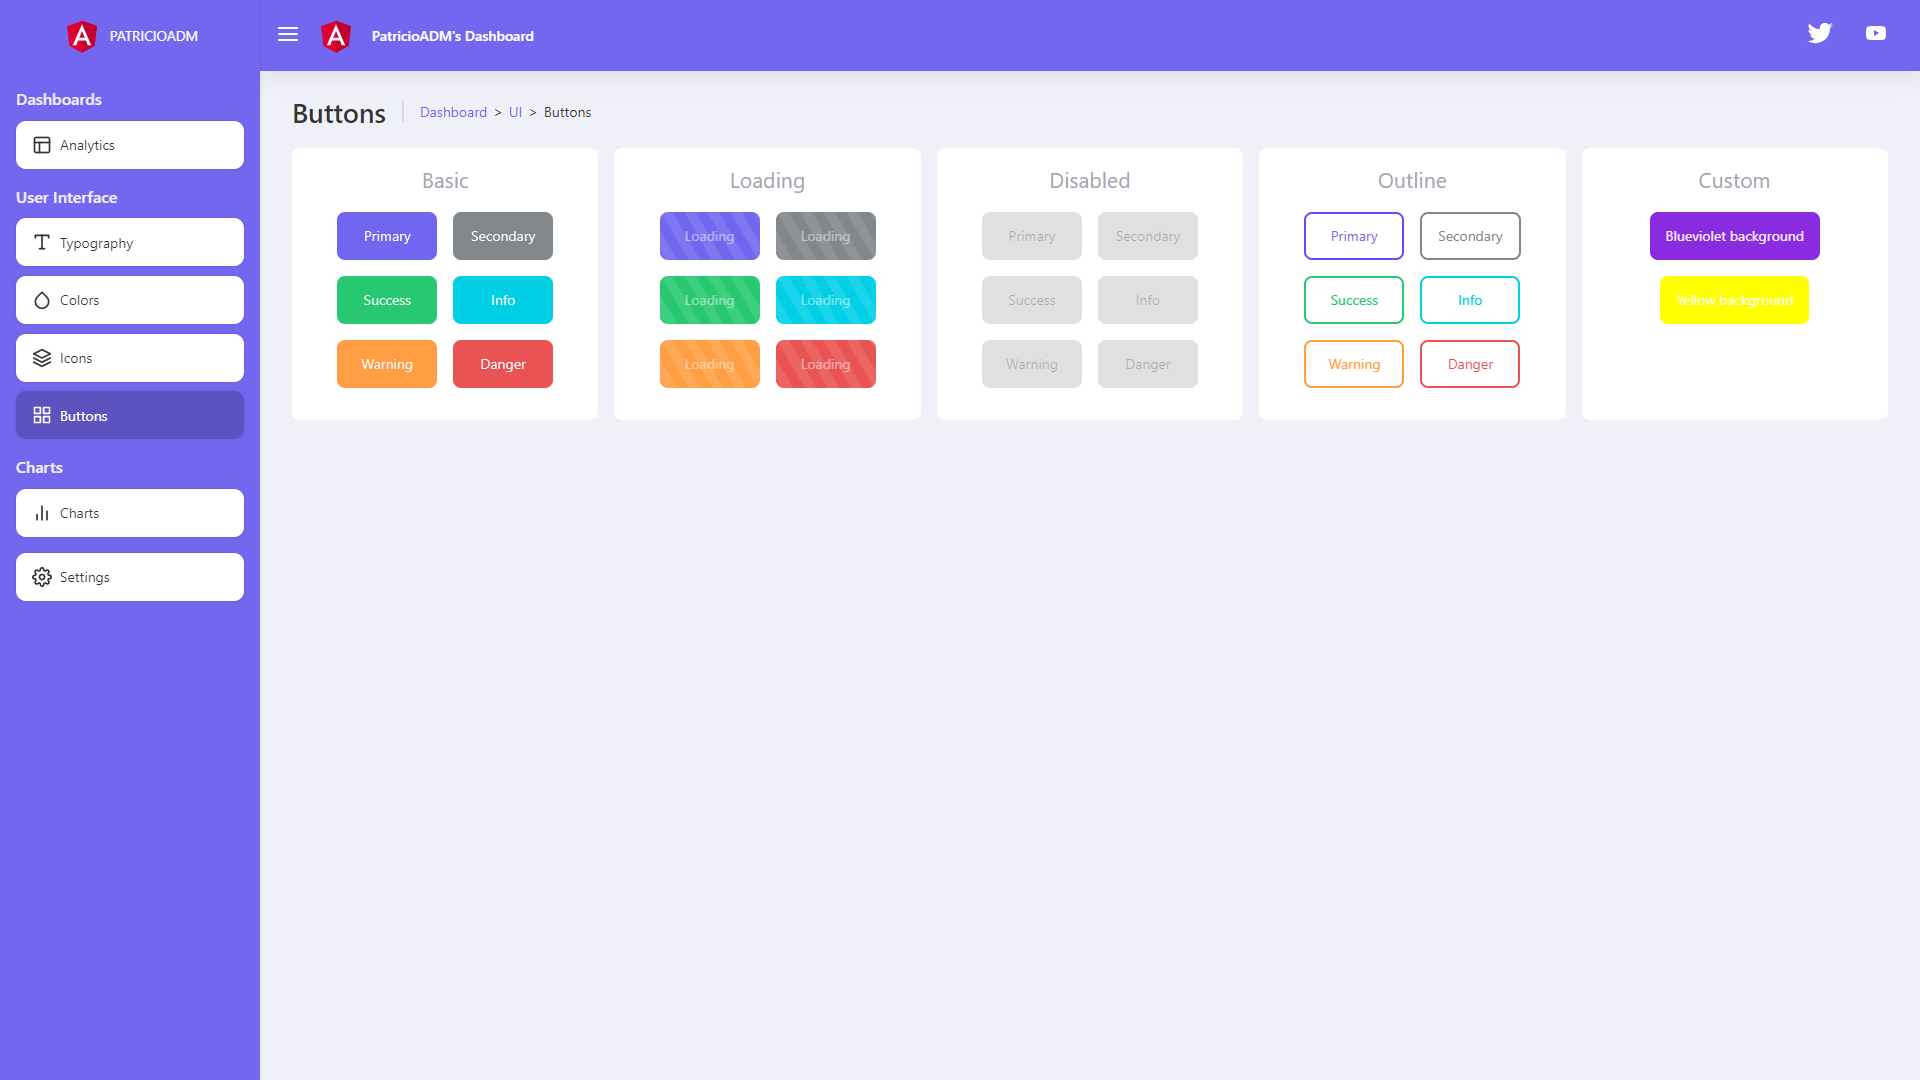 PATRICIOADM
PatricioADM's Dashboard
Dashboards
Analytics
User Interface
Typography
Colors
Icons
Buttons
Charts
Charts
Settings
Buttons
Dashboard > UI > Buttons
Basic
Primary Secondary
Success Info
Warning Danger
Loading
Loading Loading
Loading Loading
Loading Loading
Disabled
Primary Secondary
Success Info
Warning Danger
Outline
Primary Secondary
Success Info
Warning Danger
Custom
Blueviolet background
Yellow background